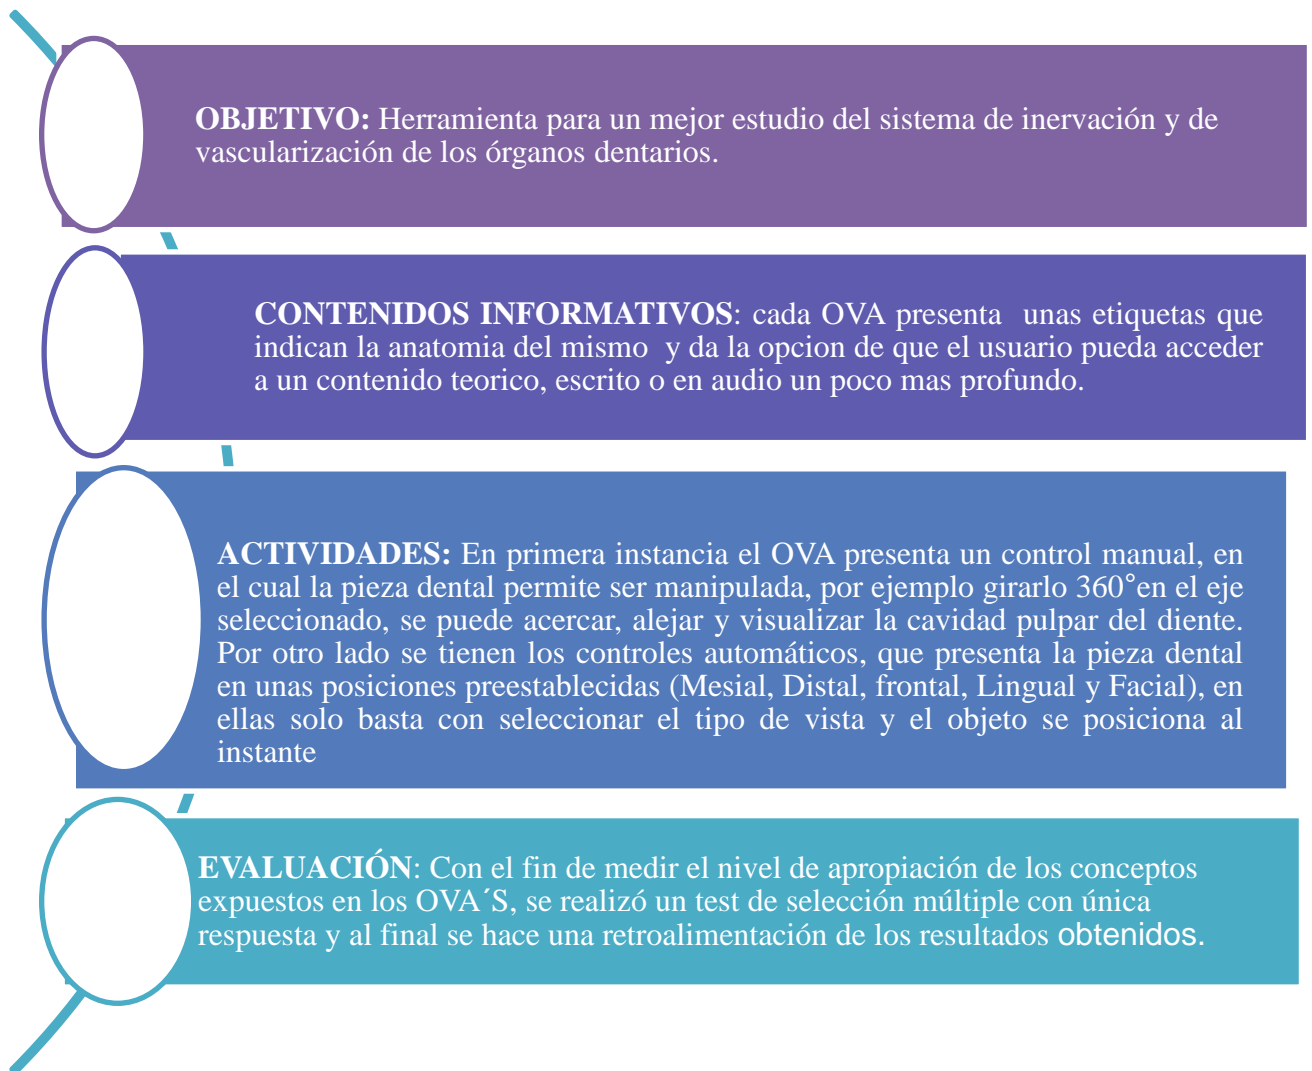 OBJETIVO: Herramienta para un mejor estudio del sistema de inervación y de
vascularización de los órganos dentarios.
CONTENIDOS INFORMATIVOS: cada OVA presenta unas etiquetas que
indican la anatomia del mismo y da la opcion de que el usuario pueda acceder
a un contenido teorico, escrito o en audio un poco mas profundo.
ACTIVIDADES: En primera instancia el OVA presenta un control manual, en
el cual la pieza dental permite ser manipulada, por ejemplo girarlo 360°en el eje
seleccionado, se puede acercar, alejar y visualizar la cavidad pulpar del diente.
Por otro lado se tienen los controles automáticos, que presenta la pieza dental
en unas posiciones preestablecidas (Mesial, Distal, frontal, Lingual y Facial), en
ellas solo basta con seleccionar el tipo de vista y el objeto se posiciona al
instante
EVALUACIÓN: Con el fin de medir el nivel de apropiación de los conceptos
expuestos en los OVA´S, se realizó un test de selección múltiple con única
respuesta y al final se hace una retroalimentación de los resultados obtenidos.